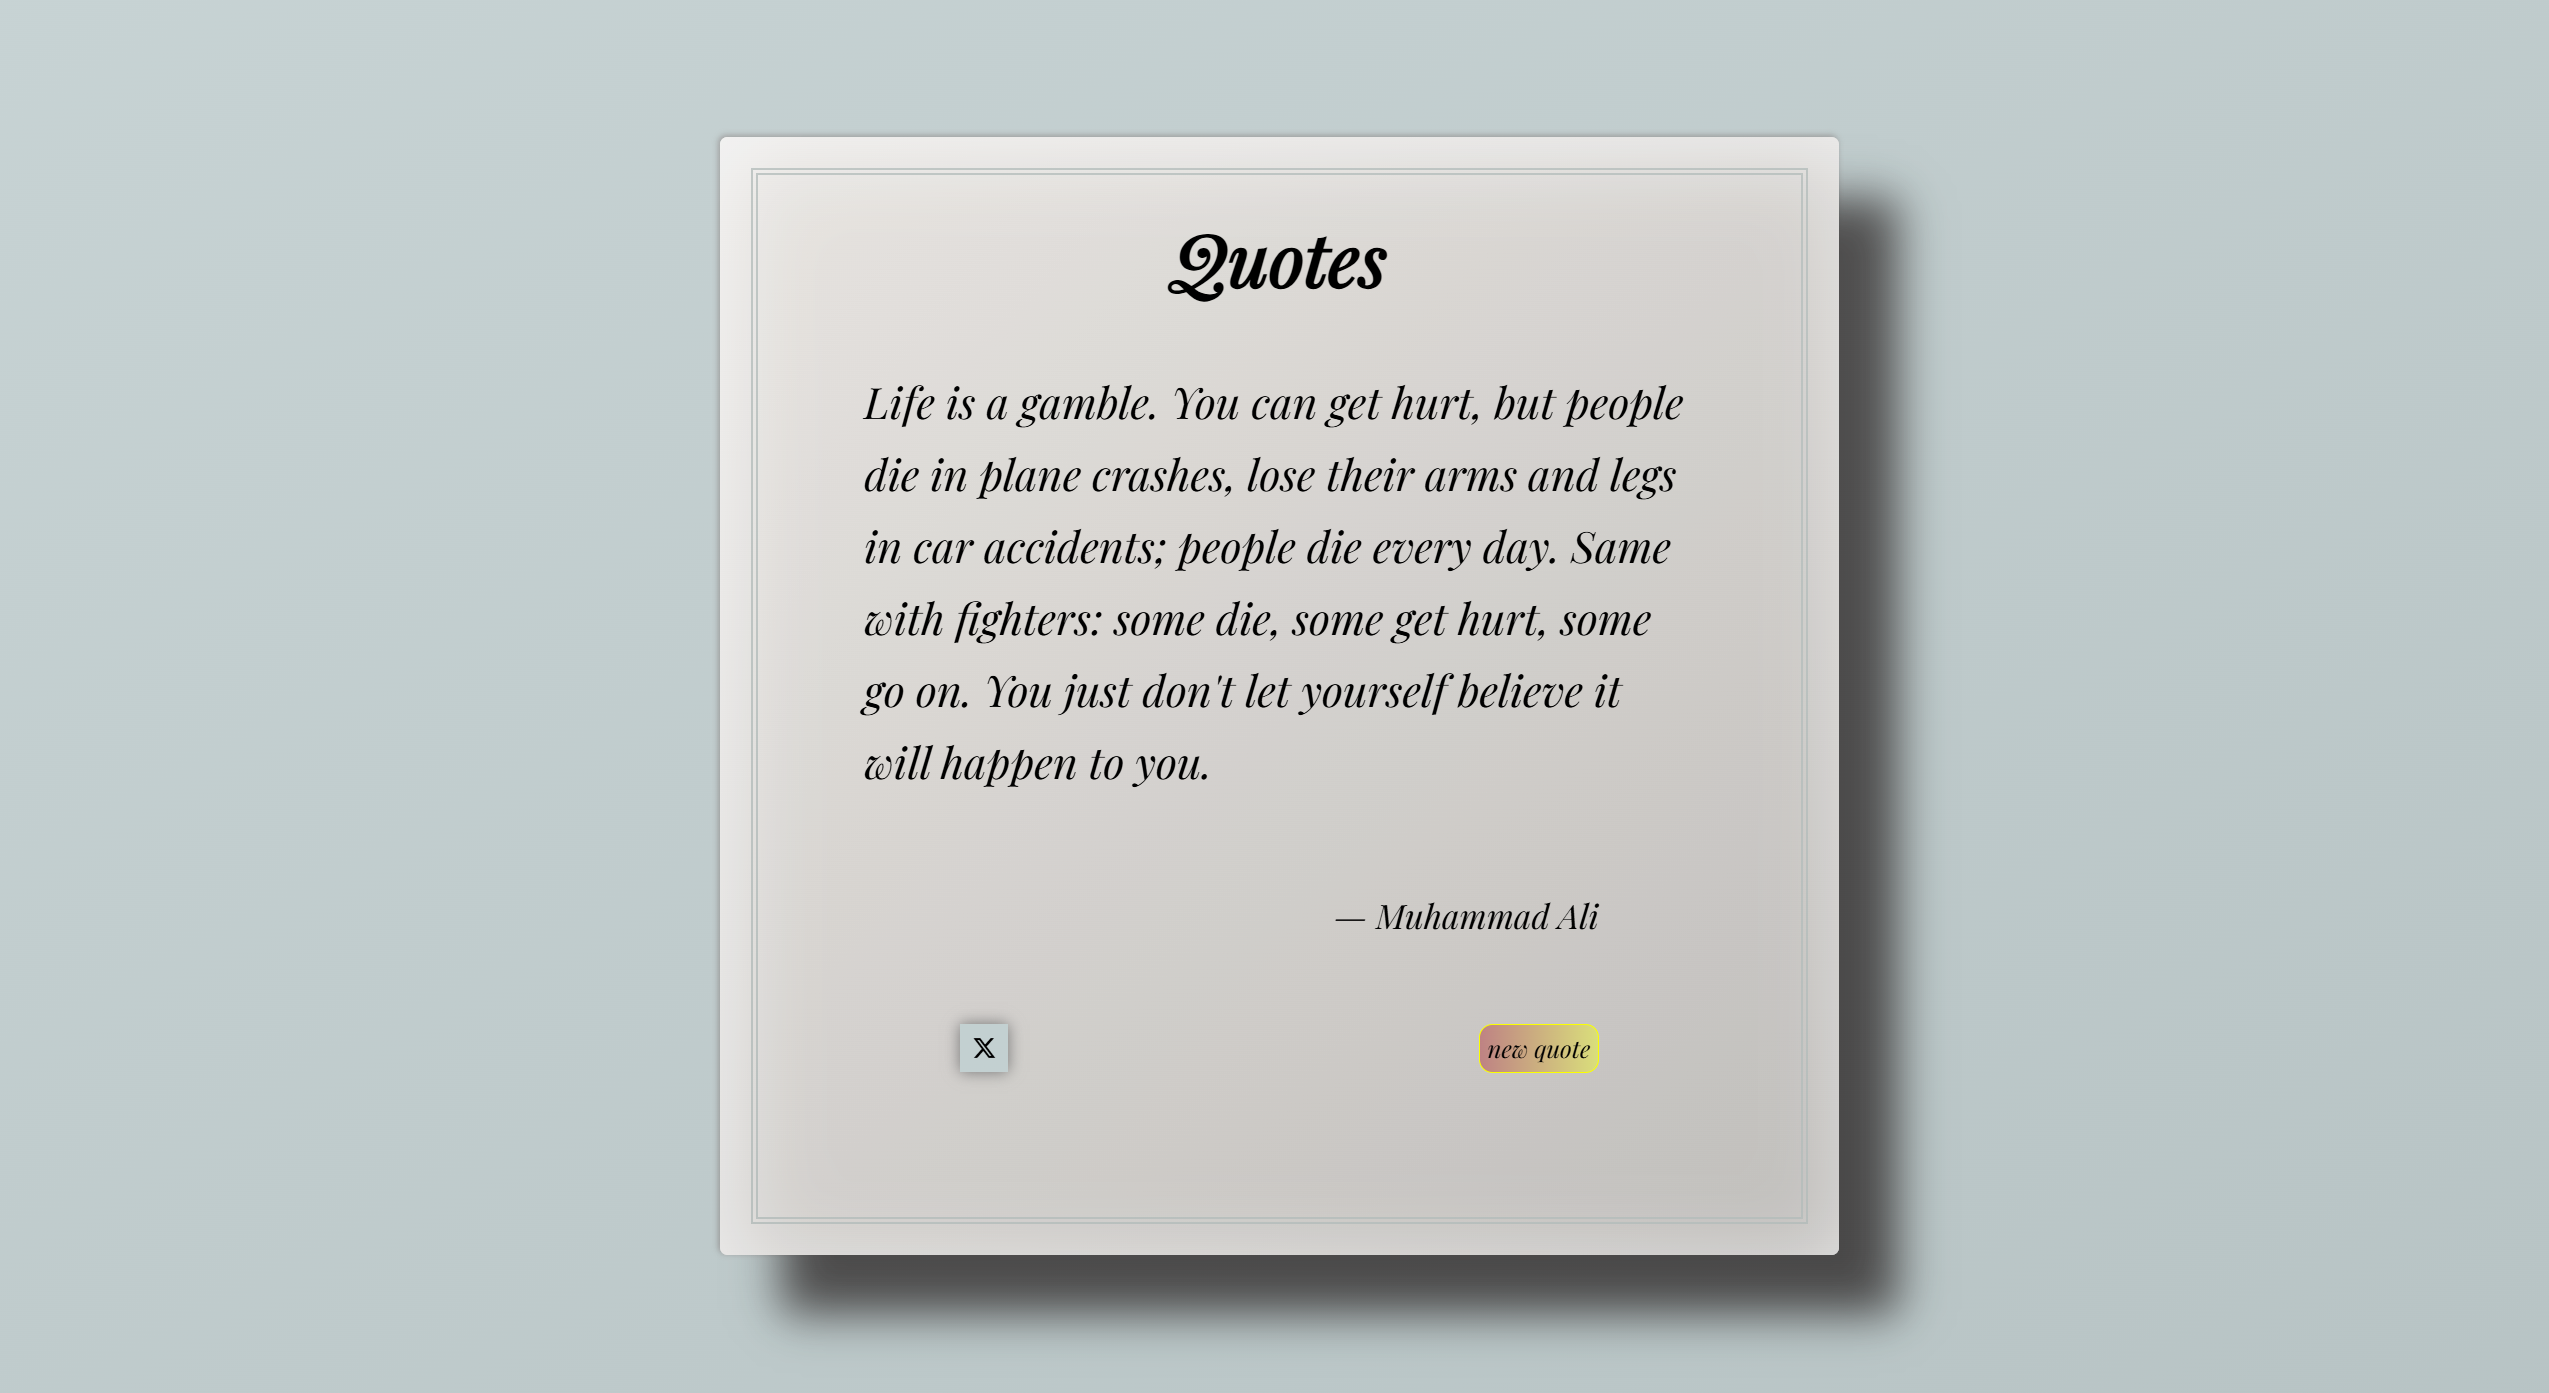 Quotes
Life is a gamble. You can get hurt, but people
die in plane crashes, lose their arms and legs
in car accidents; people die every day. Same
with fighters: some die, some get hurt, some
go on. You just don't let yourself believe it
will happen to you.
— Muhammad Ali
X
new quote